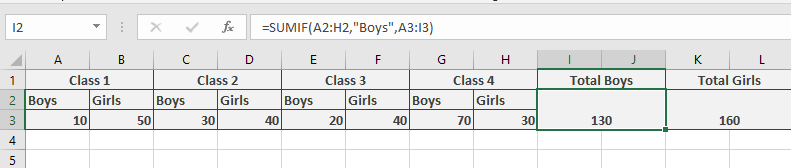 I2 fx =SUMIF(A2:H2,"Boys",A3:I3)
A B C D E F G H I J K L
1 Class 1 Class 2 Class 3 Class 4 Total Boys Total Girls
2 Boys Girls Boys Girls Boys Girls Boys Girls 130 160
3 10 50 30 40 20 40 70 30
4
5